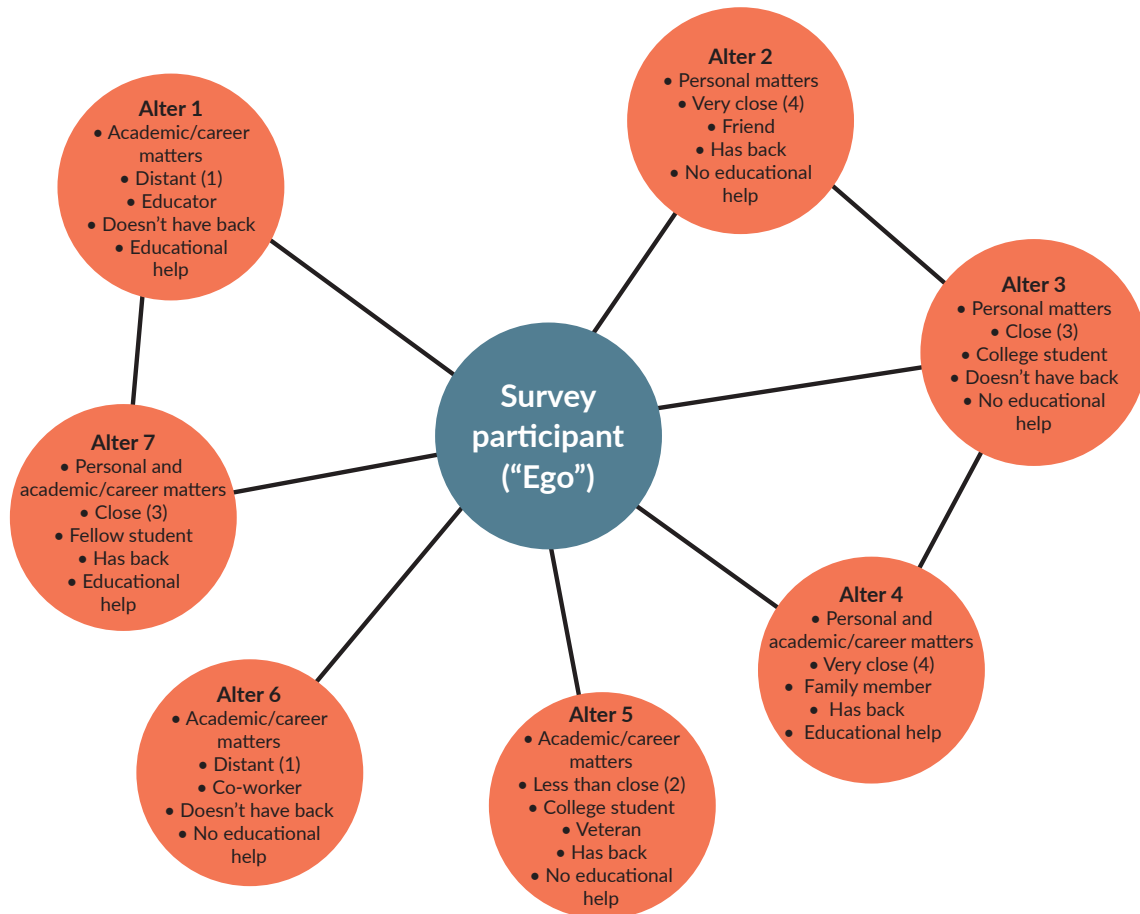 Alter 1
• Academic/career
matters
• Distant (1)
• Educator
• Doesn't have back
• Educational
help
Alter 2
• Personal matters
• Very close (4)
• Friend
• Has back
• No educational
help
Alter 3
• Personal matters
• Close (3)
• College student
• Doesn't have back
• No educational
help
Survey
participant
(“Ego”)
Alter 7
• Personal and
academic/career matters
• Close (3)
• Fellow student
• Has back
• Educational
help
Alter 4
• Personal and
academic/career matters
• Very close (4)
• Family member
• Has back
• Educational help
Alter 6
• Academic/career
matters
• Distant (1)
• Co-worker
• Doesn't have back
• No educational
help
Alter 5
• Academic/career
matters
• Less than close (2)
• College student
• Veteran
• Has back
• No educational
help